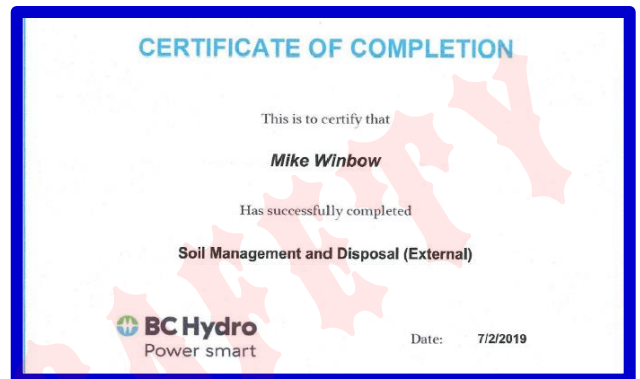 CERTIFICATE OF COMPLETION
This is to certify that
Mike Winbow
Has successfully completed
Soil Management and Disposal (External)
BC Hydro
Power smart
Date: 7/2/2019
SAFETY